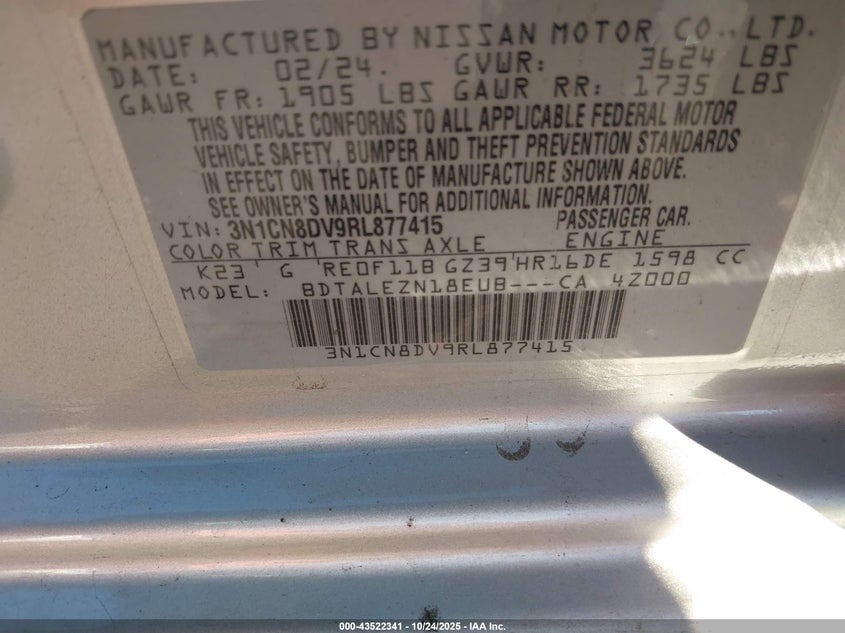 MANUFACTURED BY NISSAN MOTOR CO., LTD.
DATE: 02/24. GVWR: 3624 LBS
GAWR FR: 1905 LBS GAWR RR: 1735 LBS
THIS VEHICLE CONFORMS TO ALL APPLICABLE FEDERAL MOTOR
VEHICLE SAFETY, BUMPER AND THEFT PREVENTION STANDARDS
IN EFFECT ON THE DATE OF MANUFACTURE SHOWN ABOVE.
SEE OWNER'S MANUAL FOR ADDITIONAL INFORMATION.
VIN: 3N1CN8DV9RL877415 PASSENGER CAR.
COLOR TRIM TRANS AXLE ENGINE
K23 G RE0F11B GZ39 HR16DE 1598 CC
MODEL: BDTALEZN18EUB---CA 4Z000
3N1CN8DV9RL877415
000-43522341 | 10/24/2025 | IAA Inc.